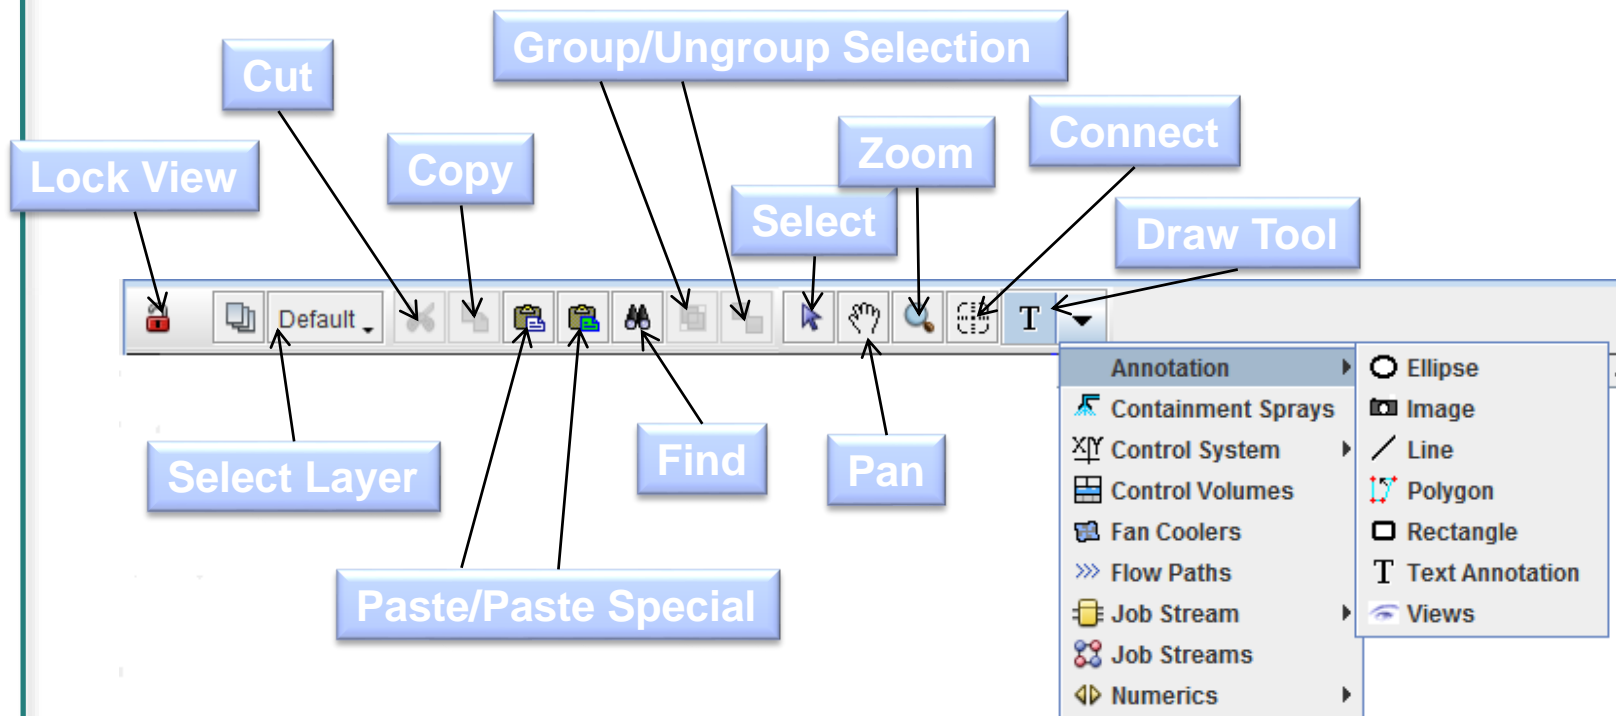 Group/Ungroup Selection
Cut
Connect
Zoom
Copy
Lock View
Select
Draw Tool
Default
T
Annotation
Ellipse
Containment Sprays
Image
Control System
Line
Select Layer
Find
Pan
Control Volumes
Polygon
Fan Coolers
Rectangle
Flow Paths
T Text Annotation
Paste/Paste Special
Job Stream
Views
Job Streams
Numerics